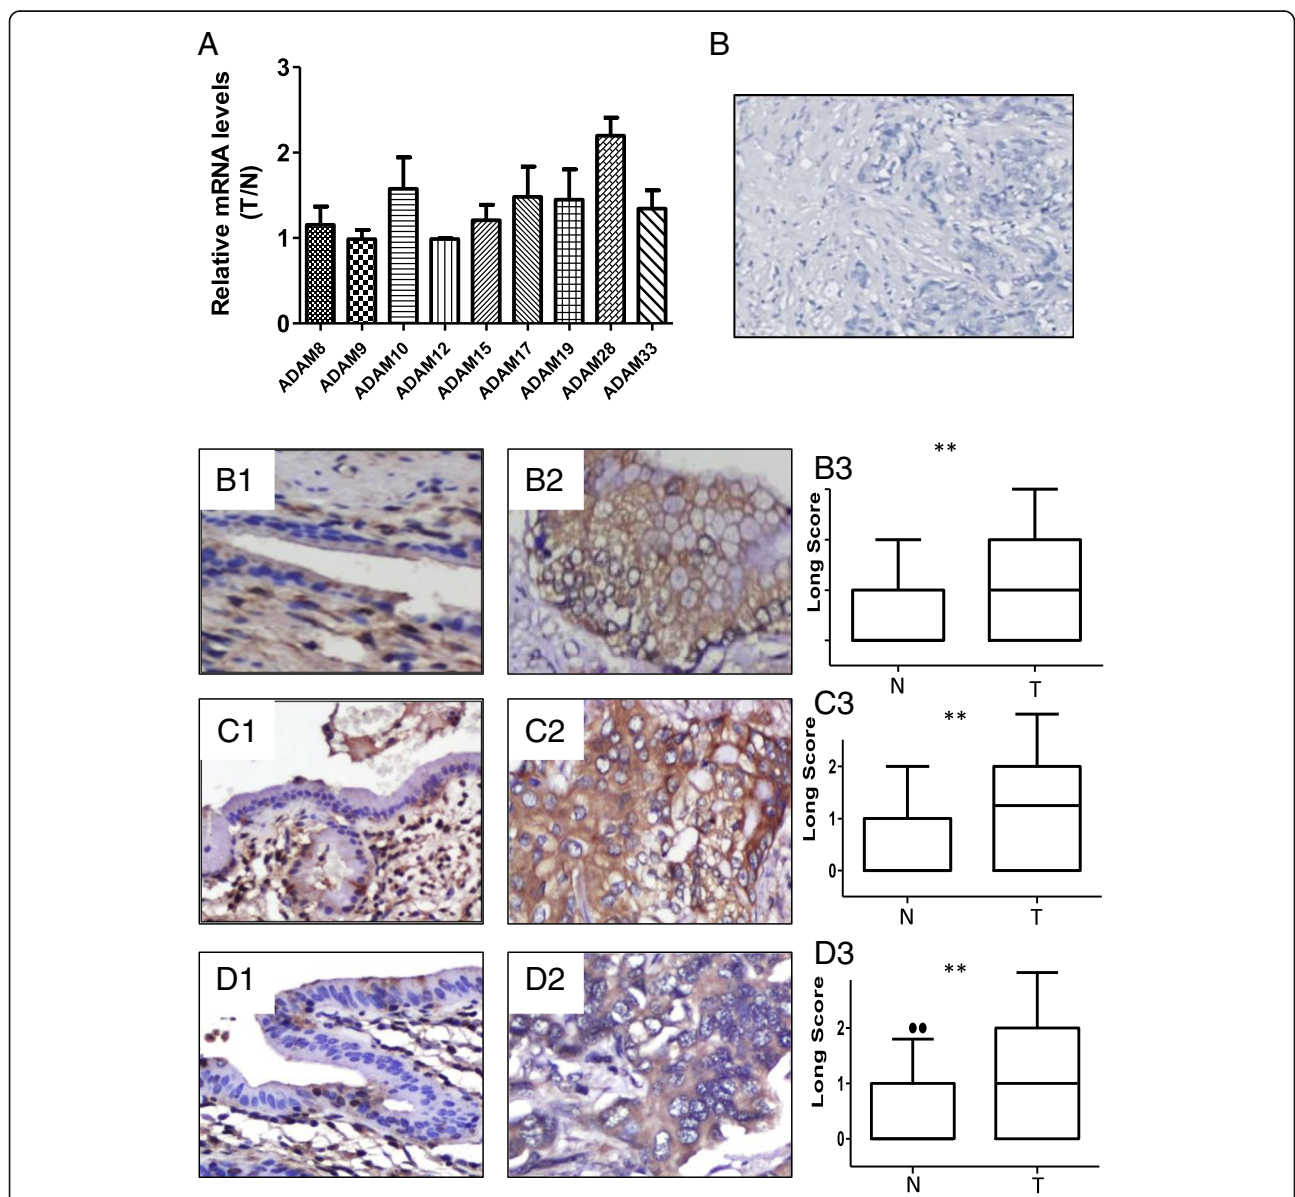 A
B
Relative mRNA levels
(T/N)
3
2
1
0
ADAM8
ADAM9
ADAM10
ADAM12
ADAM15
ADAM17
ADAM19
ADAM28
ADAM33
B1
B2
B3
**
Long Score
N
T
C1
C2
C3
**
Long Score
2
1
0
N
T
D1
D2
D3
**
Long Score
2
1
0
N
T